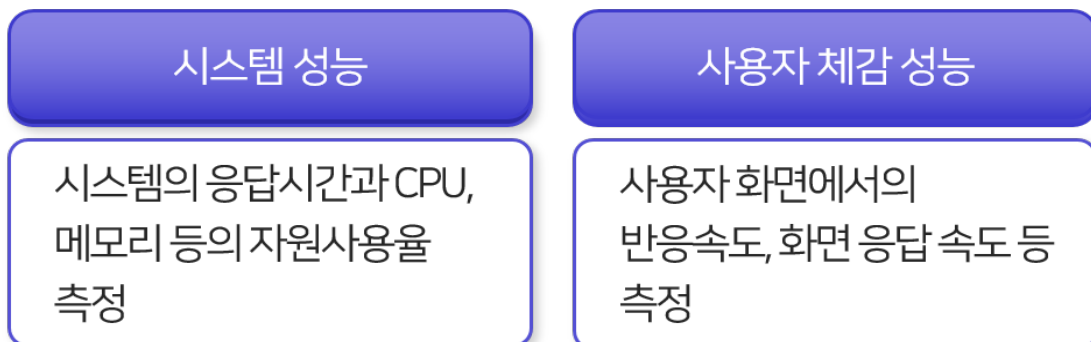 시스템 성능
시스템의 응답시간과 CPU,
메모리 등의 자원사용율
측정
사용자 체감 성능
사용자 화면에서의
반응속도, 화면 응답 속도 등
측정